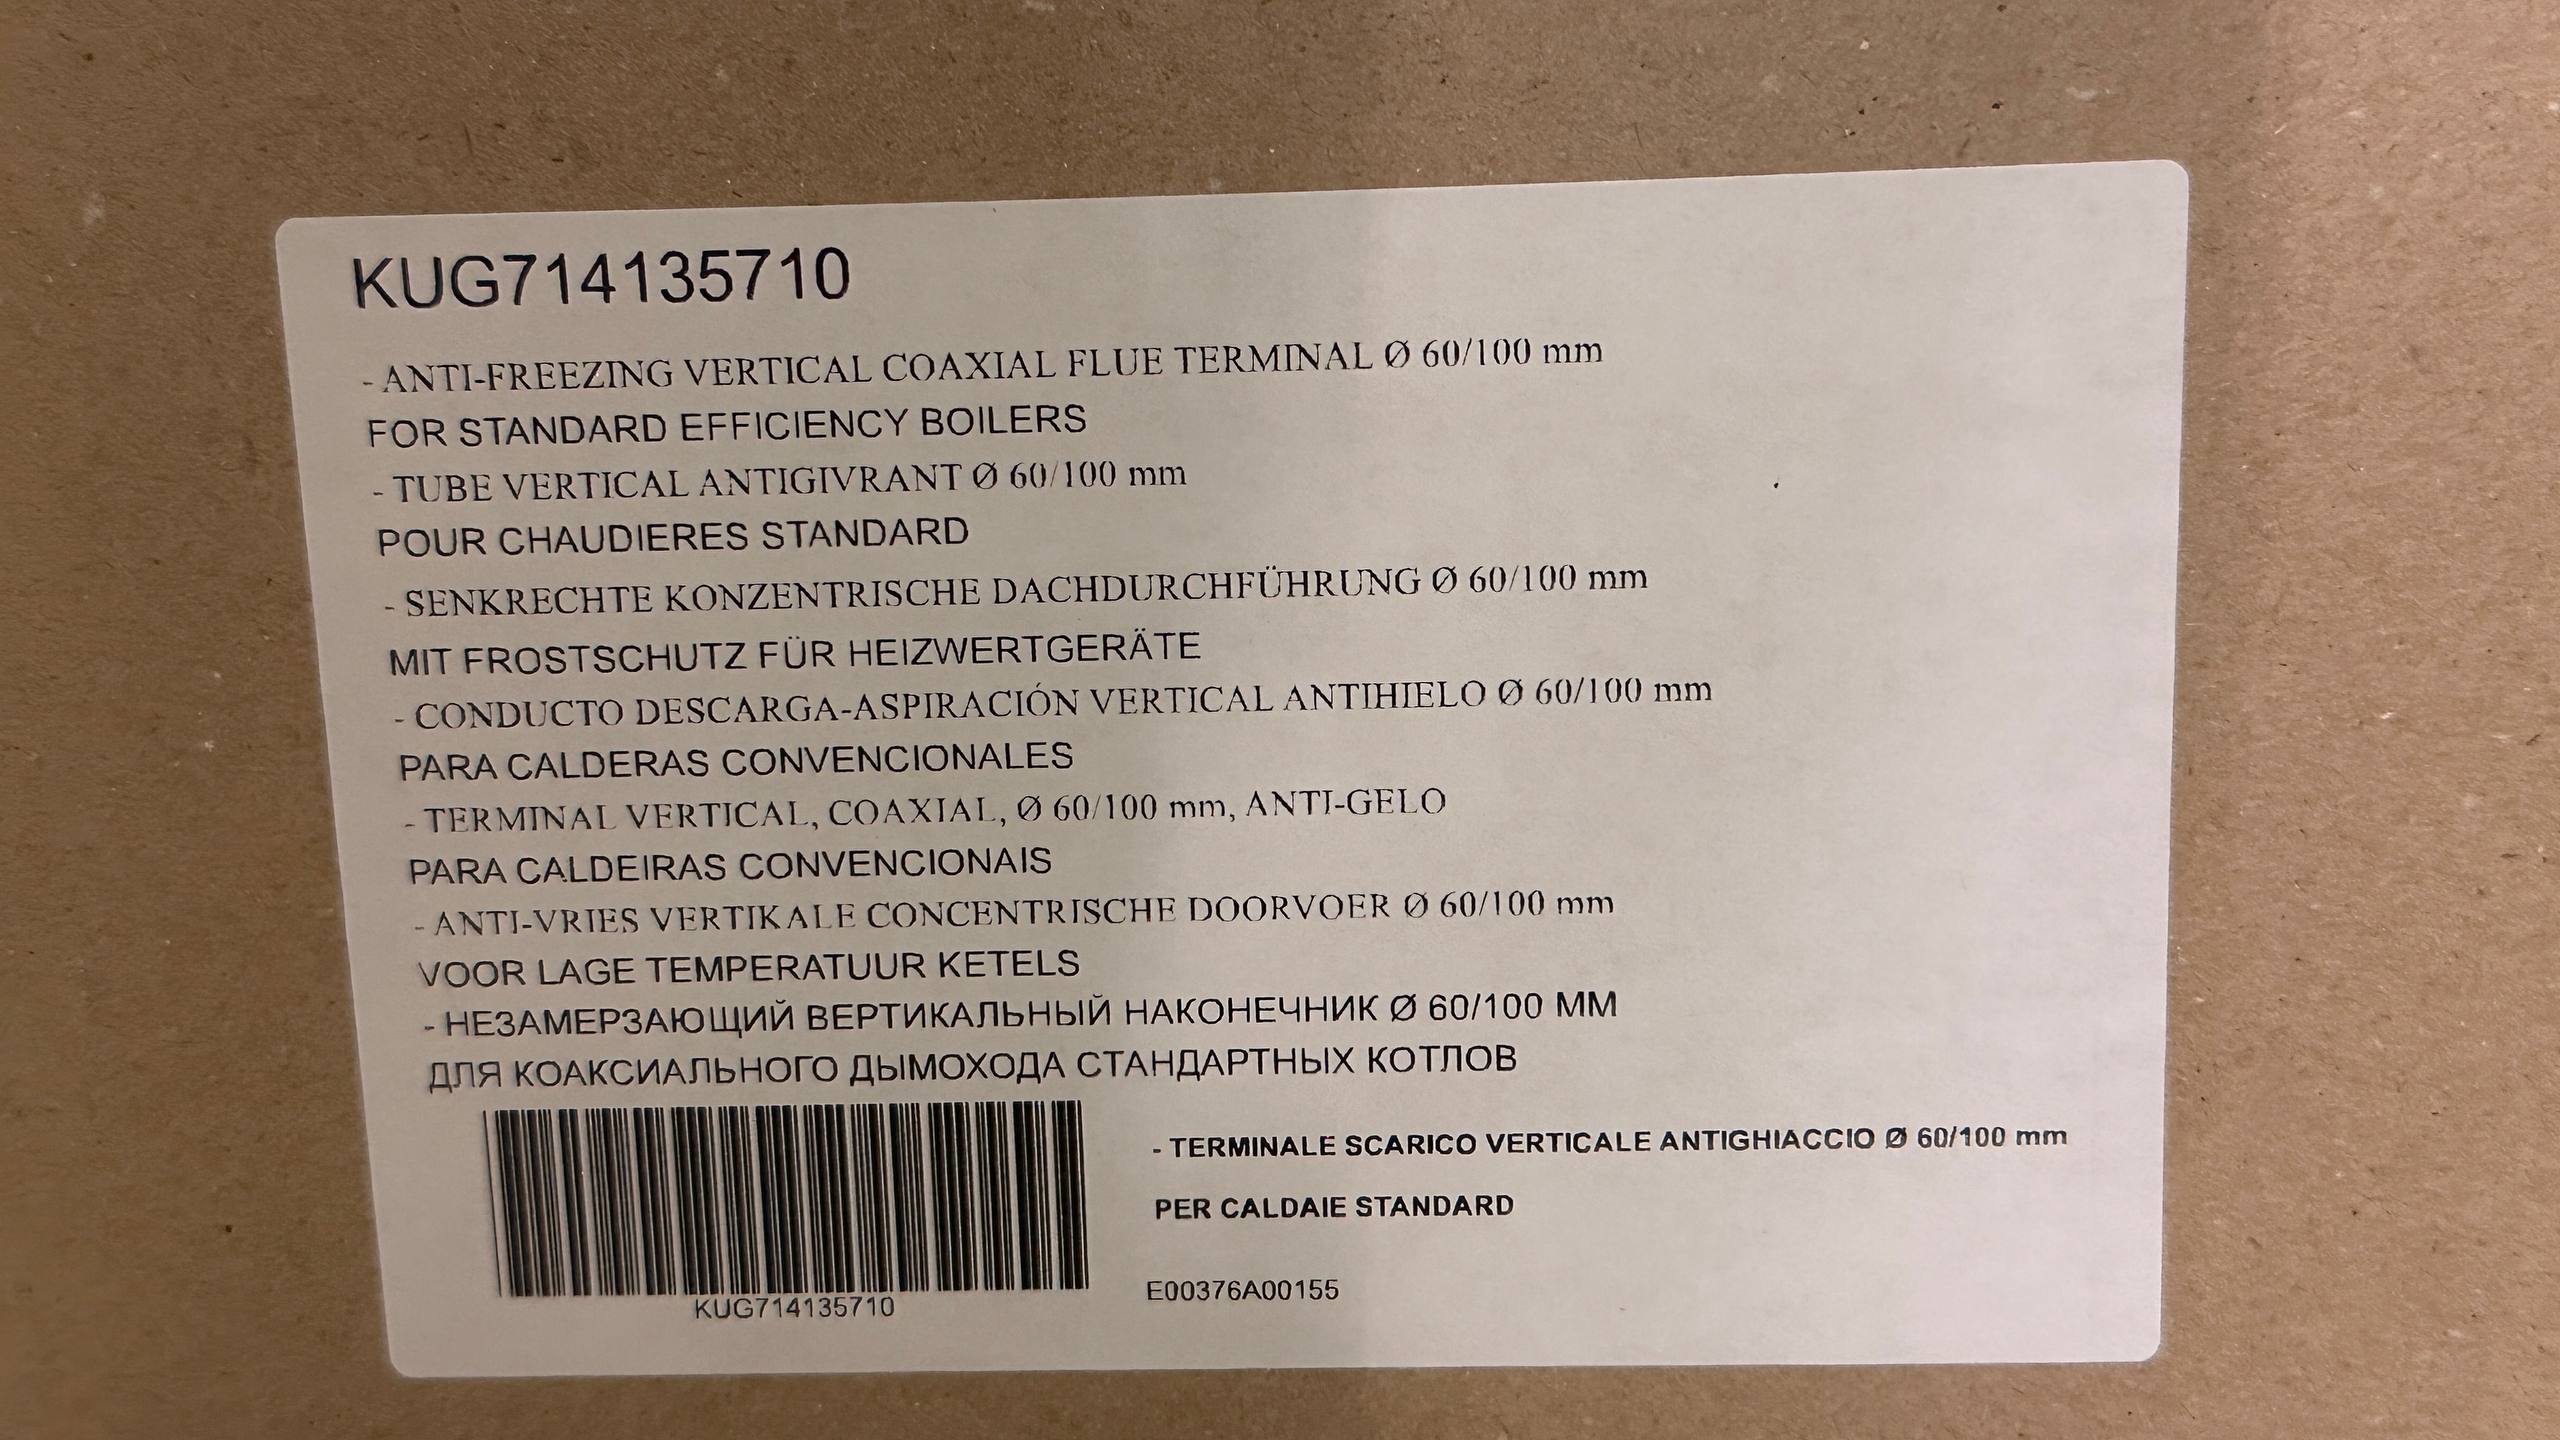 KUG714135710
- ANTI-FREEZING VERTICAL COAXIAL FLUE TERMINAL Ø 60/100 mm
FOR STANDARD EFFICIENCY BOILERS
- TUBE VERTICAL ANTIGIVRANT Ø 60/100 mm
POUR CHAUDIERES STANDARD
- SENKRECHTE KONZENTRISCHE DACHDURCHFÜHRUNG Ø 60/100 mm
MIT FROSTSCHUTZ FÜR HEIZWERTGERÄTE
- CONDUCTO DESCARGA-ASPIRACIÓN VERTICAL ANTIHIELO Ø 60/100 mm
PARA CALDERAS CONVENCIONALES
- TERMINAL VERTICAL, COAXIAL, Ø 60/100 mm, ANTI-GELO
PARA CALDEIRAS CONVENCIONAIS
- ANTI-VRIES VERTIKALE CONCENTRISCHE DOORVOER Ø 60/100 mm
VOOR LAGE TEMPERATUUR KETELS
- НЕЗАМЕРЗАЮЩИЙ ВЕРТИКАЛЬНЫЙ НАКОНЕЧНИК Ø 60/100 ММ
ДЛЯ КОАКСИАЛЬНОГО ДЫМОХОДА СТАНДАРТНЫХ КОТЛОВ
- TERMINALE SCARICO VERTICALE ANTIGHIACCIO Ø 60/100 mm
PER CALDAIE STANDARD
E00376A00155
KUG714135710